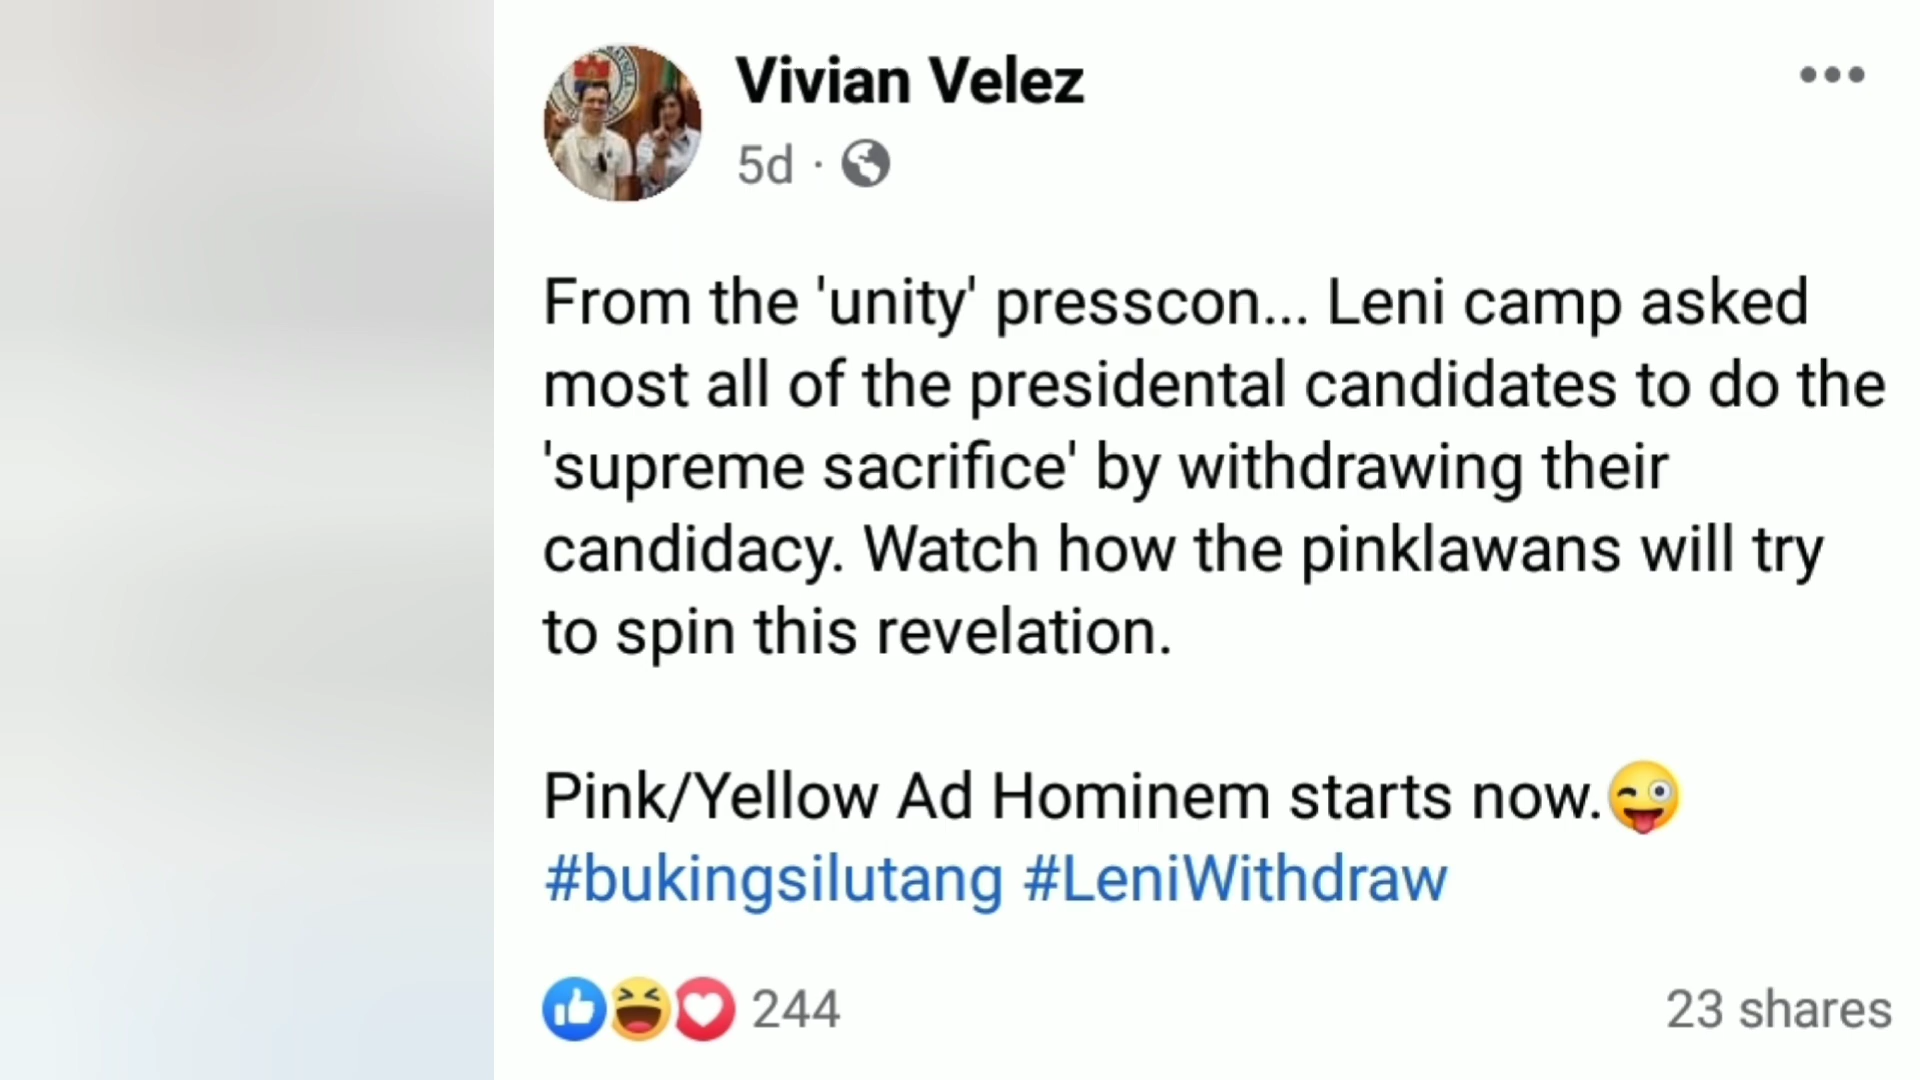 Vivian Velez
5d ·
From the 'unity' presscon... Leni camp asked
most all of the presidental candidates to do the
'supreme sacrifice' by withdrawing their
candidacy. Watch how the pinklawans will try
to spin this revelation.
Pink/Yellow Ad Hominem starts now.😜
#bukingsilutang #LeniWithdraw
244
23 shares